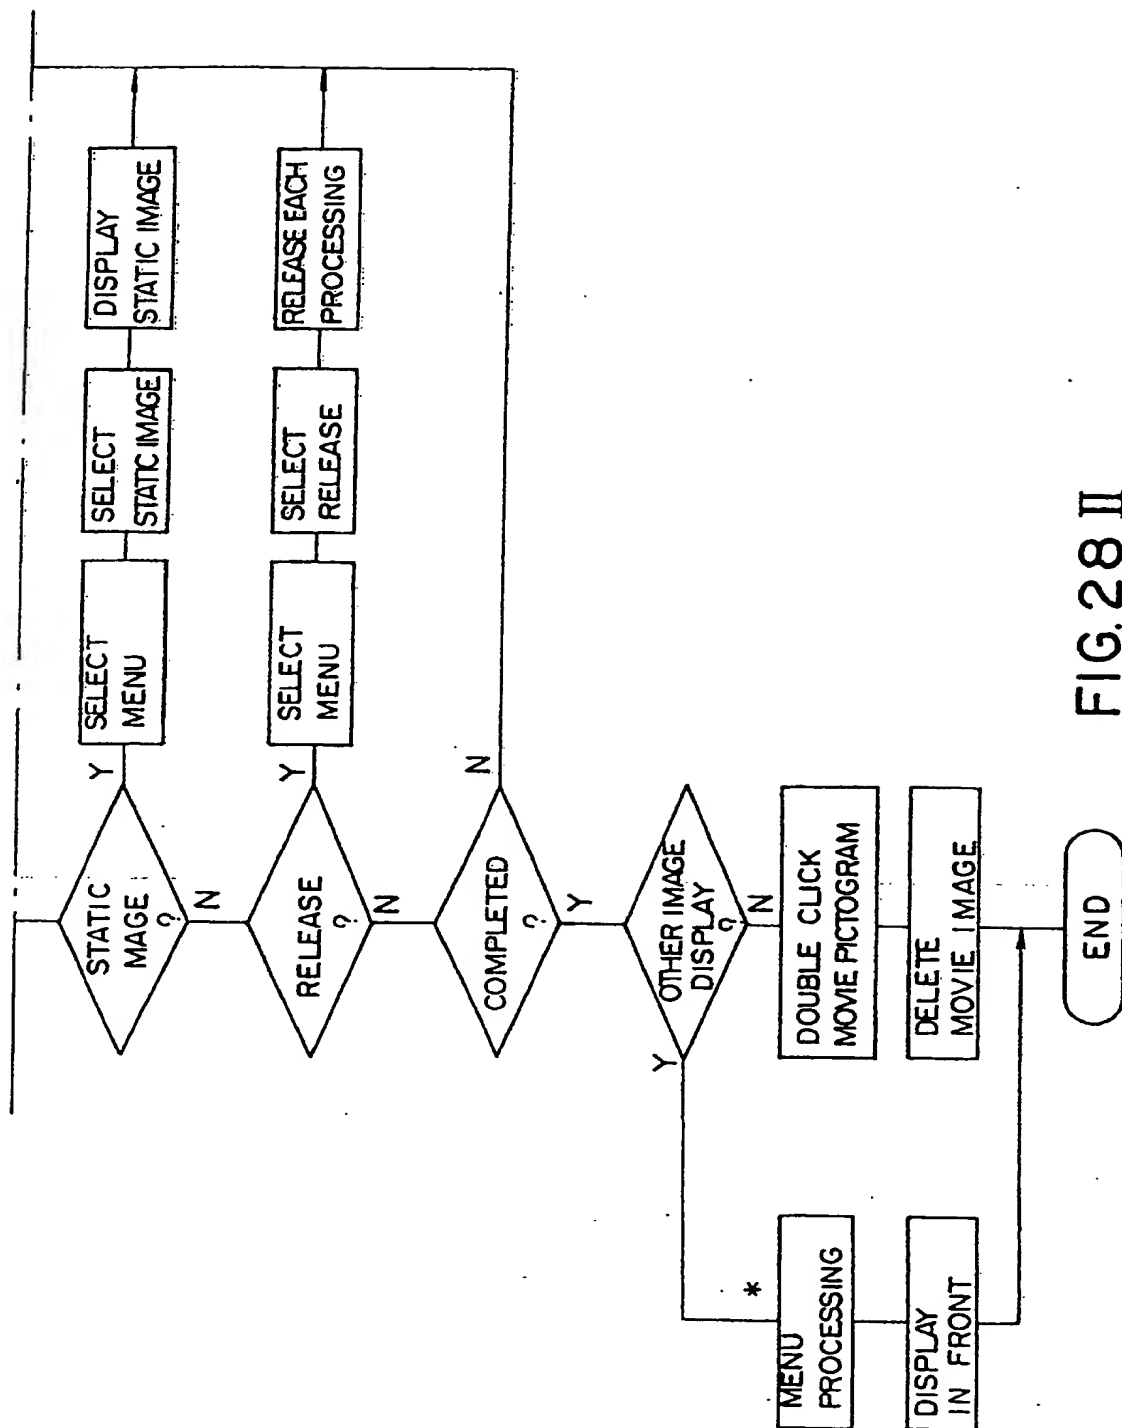 STATIC
MAGE
?
Y
SELECT
MENU
SELECT
STATIC IMAGE
DISPLAY
STATIC IMAGE
N
RELEASE
?
Y
SELECT
MENU
SELECT
RELEASE
RELEASE EACH
PROCESSING
N
COMPLETED
?
N
Y
OTHER IMAGE
DISPLAY
?
Y
N
*
MENU
PROCESSING
DOUBLE CLICK
MOVIE PICTOGRAM
DISPLAY
IN FRONT
DELETE
MOVIE IMAGE
END
FIG. 28 II